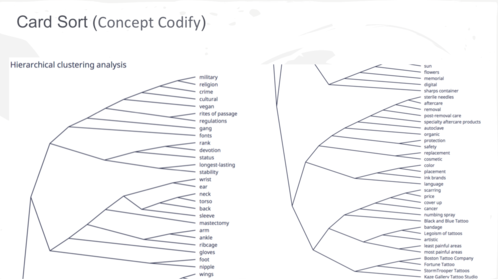 Card Sort (Concept Codify)
Hierarchical clustering analysis
military
religion
crime
cultural
vegan
rites of passage
regulations
gang
fonts
rank
devotion
status
longest-lasting
stability
wrist
ear
neck
torso
back
sleeve
mastectomy
arm
ankle
ribcage
gloves
foot
nipple
wings
sun
flowers
memorial
digital
sharps container
sterile needles
aftercare
removal
post-removal care
specialty aftercare products
autoclave
organic
protection
safety
replacement
cosmetic
color
placement
ink brands
language
scarring
price
cover up
cancer
numbing spray
Black and Blue Tattoo
bandage
Legalism of tattoos
artistic
least painful areas
most painful areas
Boston Tattoo Company
Fortune Tattoo
StormTrooper Tattoos
Kaze Gallery Tattoo Studio